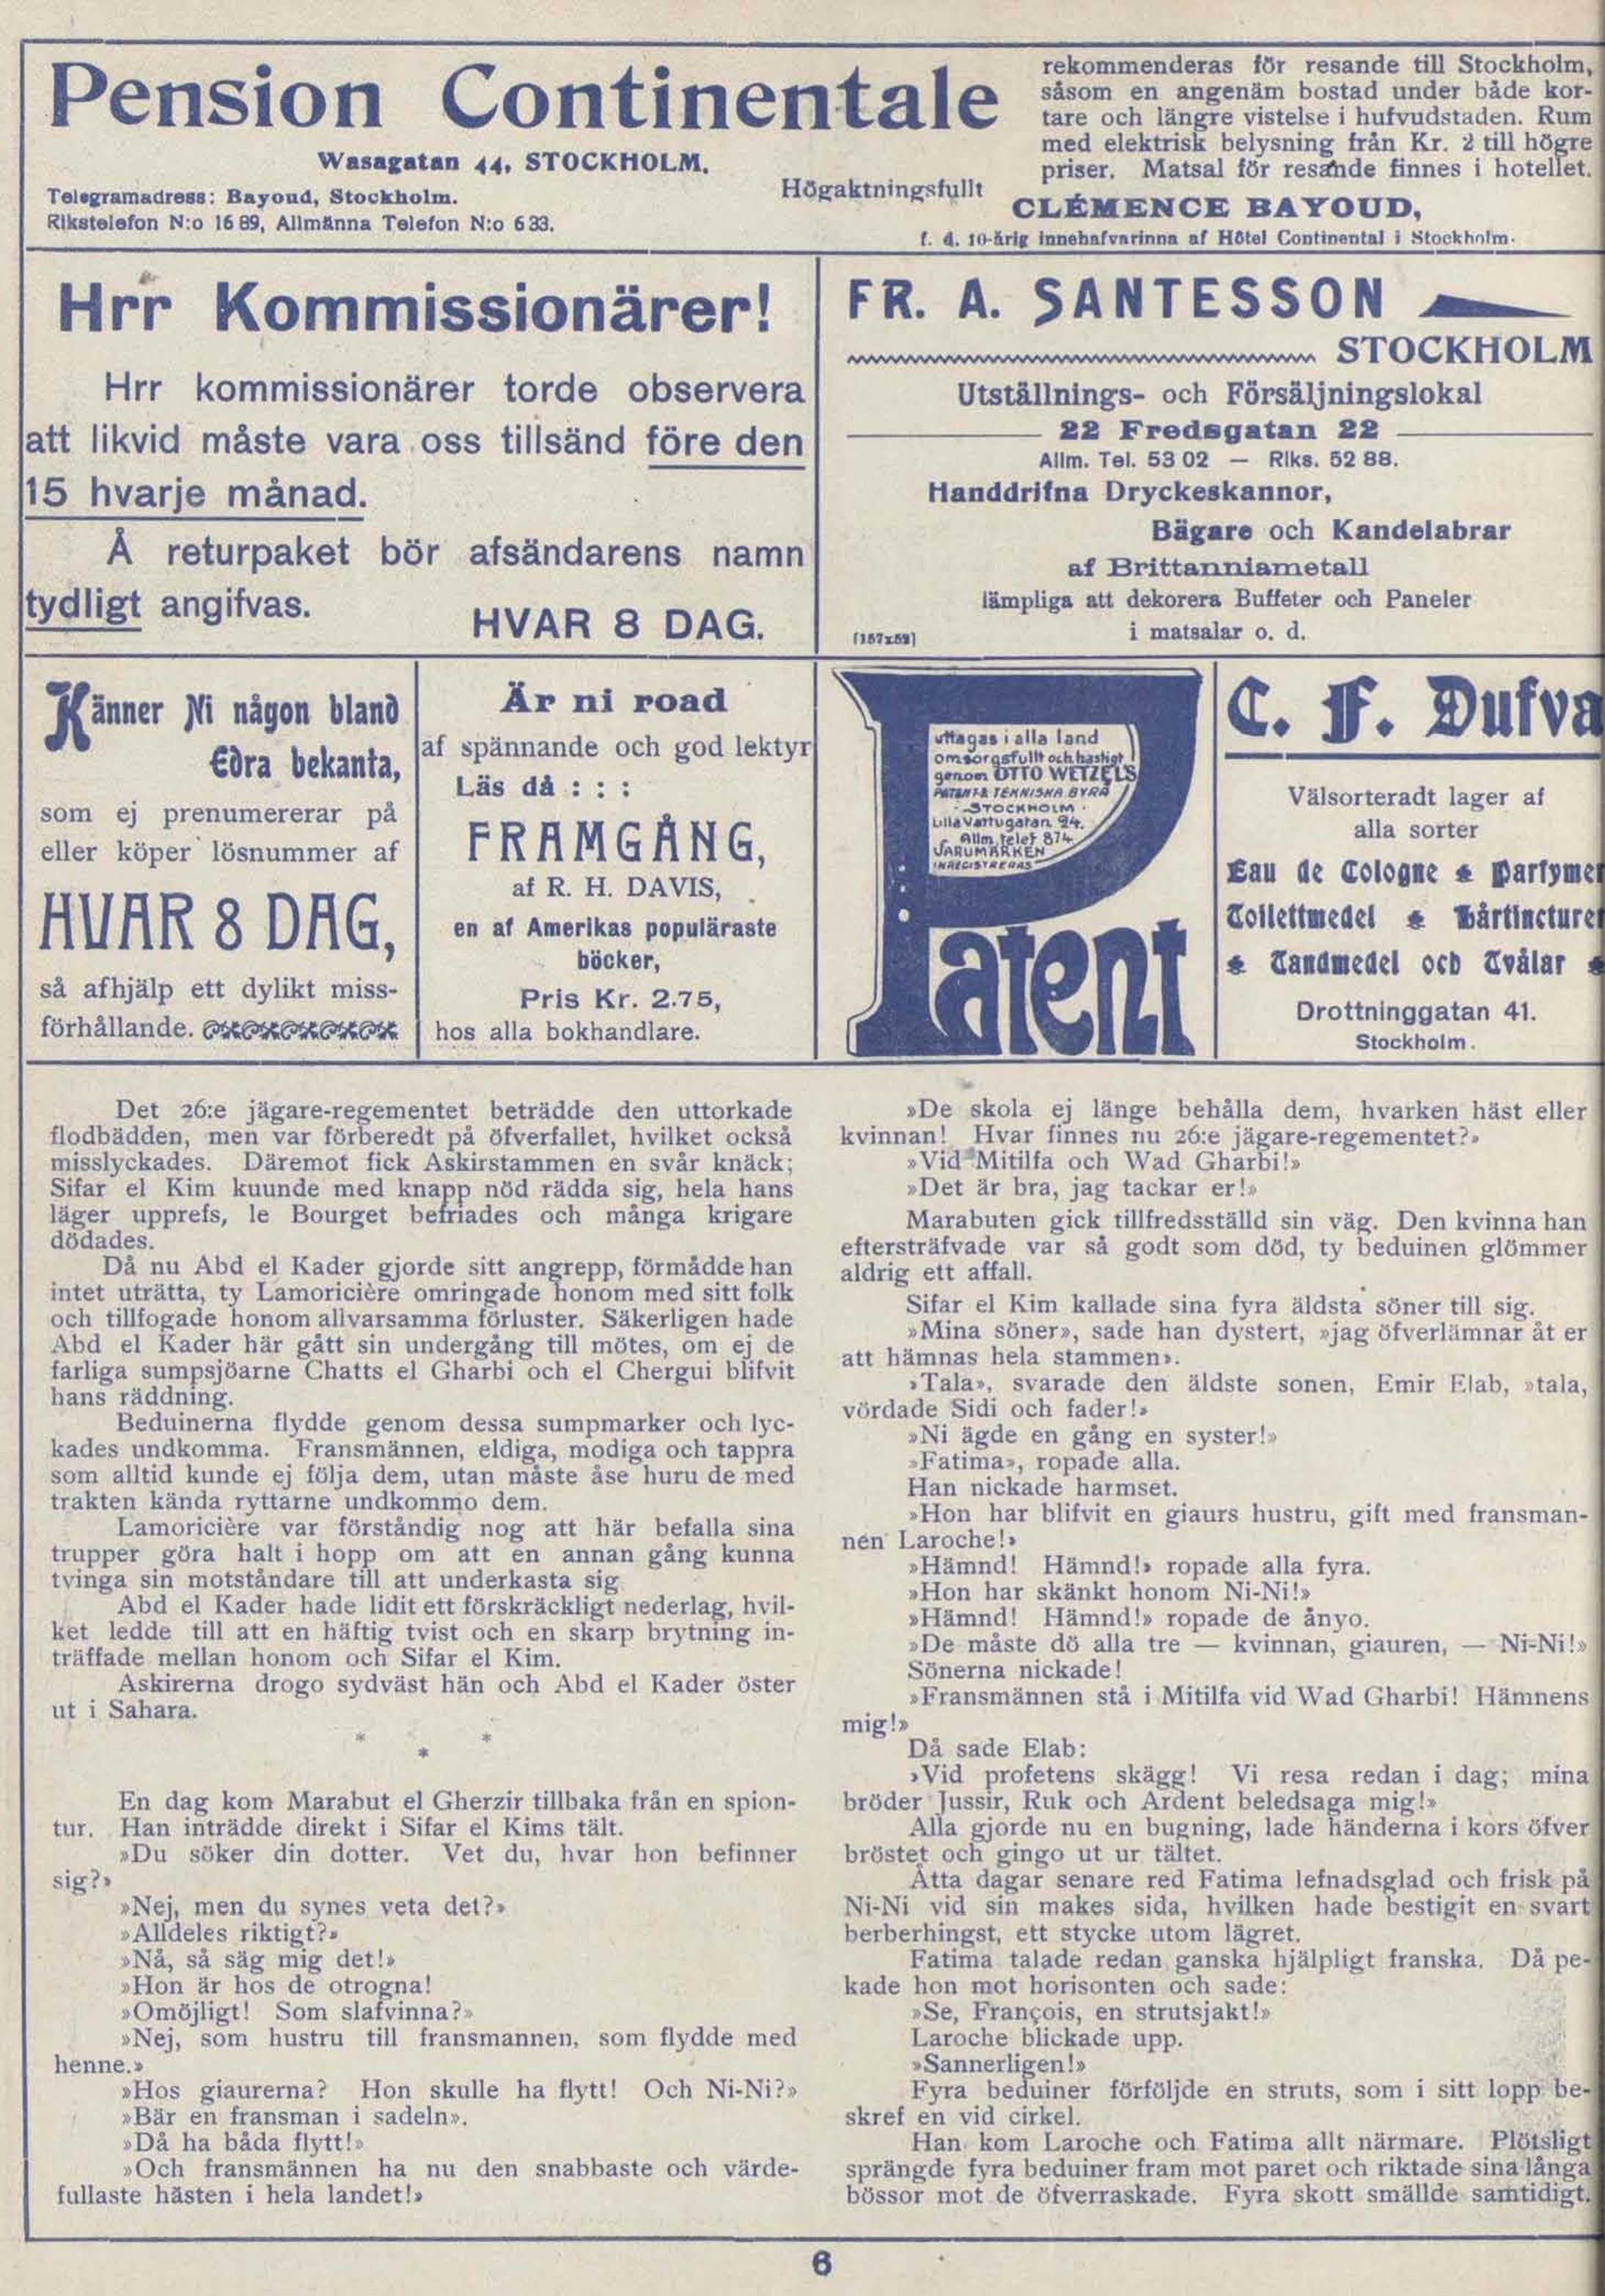 Pension Continentale
Wasagatan 44, STOCKHOLM.
Telegramadress: Bayoud, Stockholm.
Rikstelefon N:o 16 89, Allmänna Telefon N:o 6 33.
rekommenderas för resande till Stockholm,
såsom en angenäm bostad under både kor-
tare och längre vistelse i hufvudstaden. Rum
med elektrisk belysning från Kr. 2 till högre
priser. Matsal för resande finnes i hotellet.
Högaktningsfullt
CLÉMENCE BAYOUD,
f. d. 10-årig innehafvarinna af Hôtel Continental i Stockholm.
Hrr Kommissionärer!
Hrr kommissionärer torde observera
att likvid måste vara oss tillsänd före den
15 hvarje månad.
Å returpaket bör afsändarens namn
tydligt angifvas.
HVAR 8 DAG.
FR. A. SANTESSON
STOCKHOLM
Utställnings- och Försäljningslokal
22 Fredsgatan 22
Allm. Tel. 53 02 — Riks. 52 88.
Handdrifna Dryckeskannor,
Bägare och Kandelabrar
af Brittanniametall
lämpliga att dekorera Buffeter och Paneler
i matsalar o. d.
[157x52]
Känner Ni någon bland
Edra bekanta,
som ej prenumererar på
eller köper lösnummer af
HVAR 8 DAG,
så afhjälp ett dylikt miss-
förhållande.
Är ni road
af spännande och god lektyr
Läs då : : :
FRAMGÅNG,
af R. H. DAVIS,
en af Amerikas populäraste
böcker,
Pris Kr. 2.75,
hos alla bokhandlare.
Patent
uttagas i alla land
omsorgsfullt och hastigt
genom OTTO WETZELS
PATENT- & TEKNISKA BYRÅ
STOCKHOLM
Lilla Vattugatan 24.
Allm. telef. 874
VARUMÄRKEN
INREGISTRERAS
C. F. Dufva
Välsorteradt lager af
alla sorter
Eau de Cologne * Parfymer
Toilettmedel * Hårtincturer
* Tandmedel och Tvålar *
Drottninggatan 41.
Stockholm.
Det 26:e jägare-regementet beträdde den uttorkade
flodbädden, men var förberedt på öfverfallet, hvilket också
misslyckades. Däremot fick Askirstammen en svår knäck;
Sifar el Kim kuunde med knapp nöd rädda sig, hela hans
läger upprefs, le Bourget befriades och många krigare
dödades.
Då nu Abd el Kader gjorde sitt angrepp, förmådde han
intet uträtta, ty Lamoricière omringade honom med sitt folk
och tillfogade honom allvarsamma förluster. Säkerligen hade
Abd el Kader här gått sin undergång till mötes, om ej de
farliga sumpsjöarne Chatts el Gharbi och el Chergui blifvit
hans räddning.
Beduinerna flydde genom dessa sumpmarker och lyc-
kades undkomma. Fransmännen, eldiga, modiga och tappra
som alltid kunde ej följa dem, utan måste åse huru de med
trakten kända ryttarne undkommo dem.
Lamoricière var förståndig nog att här befalla sina
trupper göra halt i hopp om att en annan gång kunna
tvinga sin motståndare till att underkasta sig
Abd el Kader hade lidit ett förskräckligt nederlag, hvil-
ket ledde till att en häftig tvist och en skarp brytning in-
träffade mellan honom och Sifar el Kim.
Askirerna drogo sydväst hän och Abd el Kader öster
ut i Sahara.
* * *
En dag kom Marabut el Gherzir tillbaka från en spion-
tur. Han inträdde direkt i Sifar el Kims tält.
»Du söker din dotter. Vet du, hvar hon befinner
sig?»
»Nej, men du synes veta det?»
»Alldeles riktigt?»
»Nå, så säg mig det!»
»Hon är hos de otrogna!
»Omöjligt! Som slafvinna?»
»Nej, som hustru till fransmannen, som flydde med
henne.»
»Hos giaurerna? Hon skulle ha flytt! Och Ni-Ni?»
»Bär en fransman i sadeln».
»Då ha båda flytt!»
»Och fransmännen ha nu den snabbaste och värde-
fullaste hästen i hela landet!»
»De skola ej länge behålla dem, hvarken häst eller
kvinnan! Hvar finnes nu 26:e jägare-regementet?»
»Vid Mitilfa och Wad Gharbi!»
»Det är bra, jag tackar er!»
Marabuten gick tillfredsställd sin väg. Den kvinna han
eftersträfvade var så godt som död, ty beduinen glömmer
aldrig ett affall.
Sifar el Kim kallade sina fyra äldsta söner till sig.
»Mina söner», sade han dystert, »jag öfverlämnar åt er
att hämnas hela stammen».
»Tala», svarade den äldste sonen, Emir Elab, »tala,
vördade Sidi och fader!»
»Ni ägde en gång en syster!»
»Fatima», ropade alla.
Han nickade harmset.
»Hon har blifvit en giaurs hustru, gift med fransman-
nen Laroche!»
»Hämnd! Hämnd!» ropade alla fyra.
»Hon har skänkt honom Ni-Ni!»
»Hämnd! Hämnd!» ropade de ånyo.
»De måste dö alla tre — kvinnan, giauren, — Ni-Ni!»
Sönerna nickade!
»Fransmännen stå i Mitilfa vid Wad Gharbi! Hämnens
mig!»
Då sade Elab:
»Vid profetens skägg! Vi resa redan i dag; mina
bröder Jussir, Ruk och Ardent beledsaga mig!»
Alla gjorde nu en bugning, lade händerna i kors öfver
bröstet och gingo ut ur tältet.
Åtta dagar senare red Fatima lefnadsglad och frisk på
Ni-Ni vid sin makes sida, hvilken hade bestigit en svart
berberhingst, ett stycke utom lägret.
Fatima talade redan ganska hjälpligt franska. Då pe-
kade hon mot horisonten och sade:
»Se, François, en strutsjakt!»
Laroche blickade upp.
»Sannerligen!»
Fyra beduiner förföljde en struts, som i sitt lopp be-
skref en vid cirkel.
Han kom Laroche och Fatima allt närmare. Plötsligt
sprängde fyra beduiner fram mot paret och riktade sina långa
bössor mot de öfverraskade. Fyra skott smällde samtidigt.
6